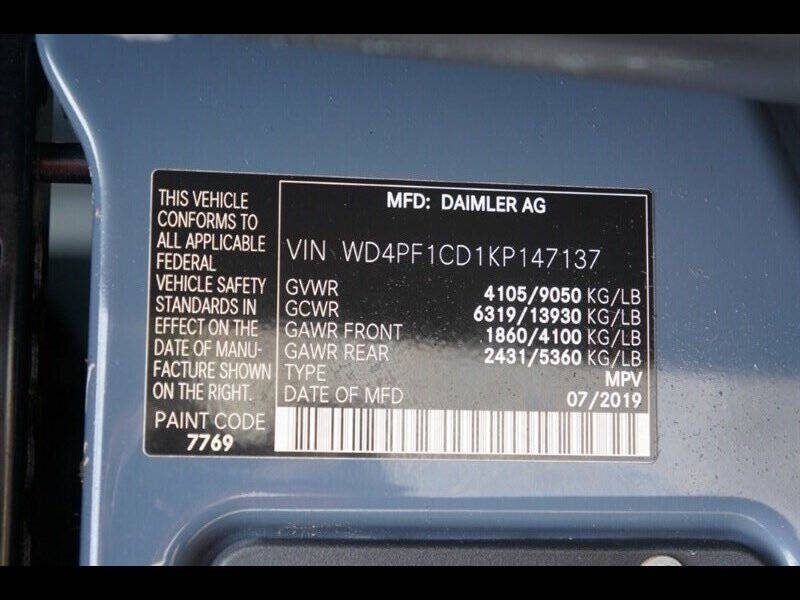 THIS VEHICLE
CONFORMS TO
ALL APPLICABLE
FEDERAL
VEHICLE SAFETY
STANDARDS IN
EFFECT ON THE
DATE OF MANU-
FACTURE SHOWN
ON THE RIGHT.
PAINT CODE
7769
MFD: DAIMLER AG
VIN WD4PF1CD1KP147137
GVWR 4105/9050 KG/LB
GCWR 6319/13930 KG/LB
GAWR FRONT 1860/4100 KG/LB
GAWR REAR 2431/5360 KG/LB
TYPE MPV
DATE OF MFD 07/2019